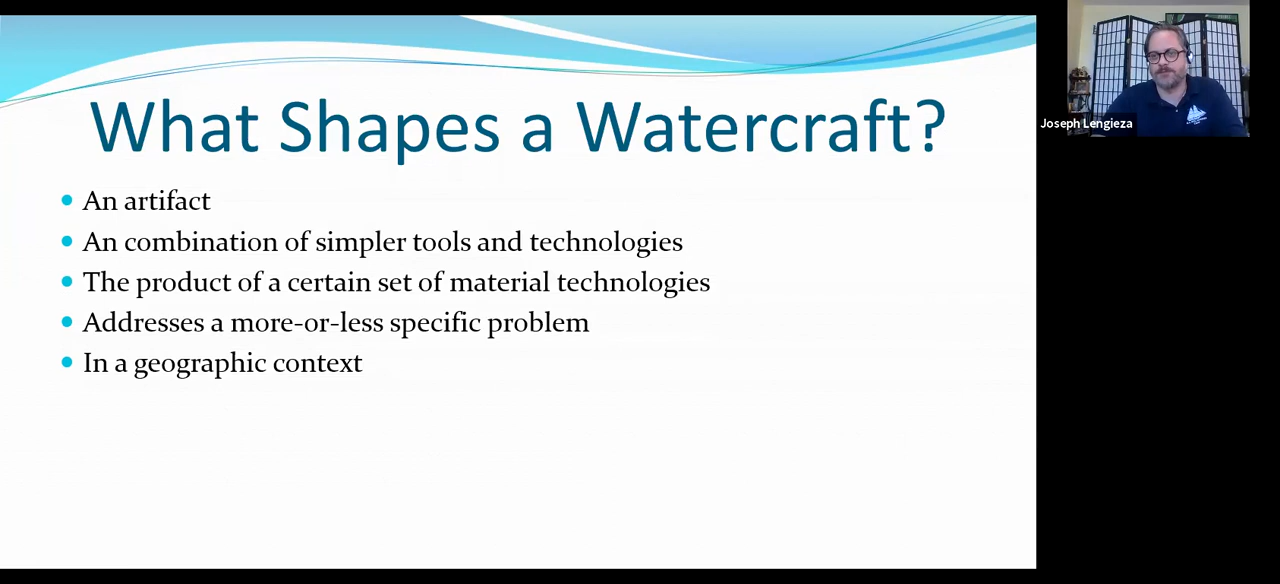 What Shapes a Watercraft?
An artifact
An combination of simpler tools and technologies
The product of a certain set of material technologies
Addresses a more-or-less specific problem
In a geographic context
Joseph Lengieza